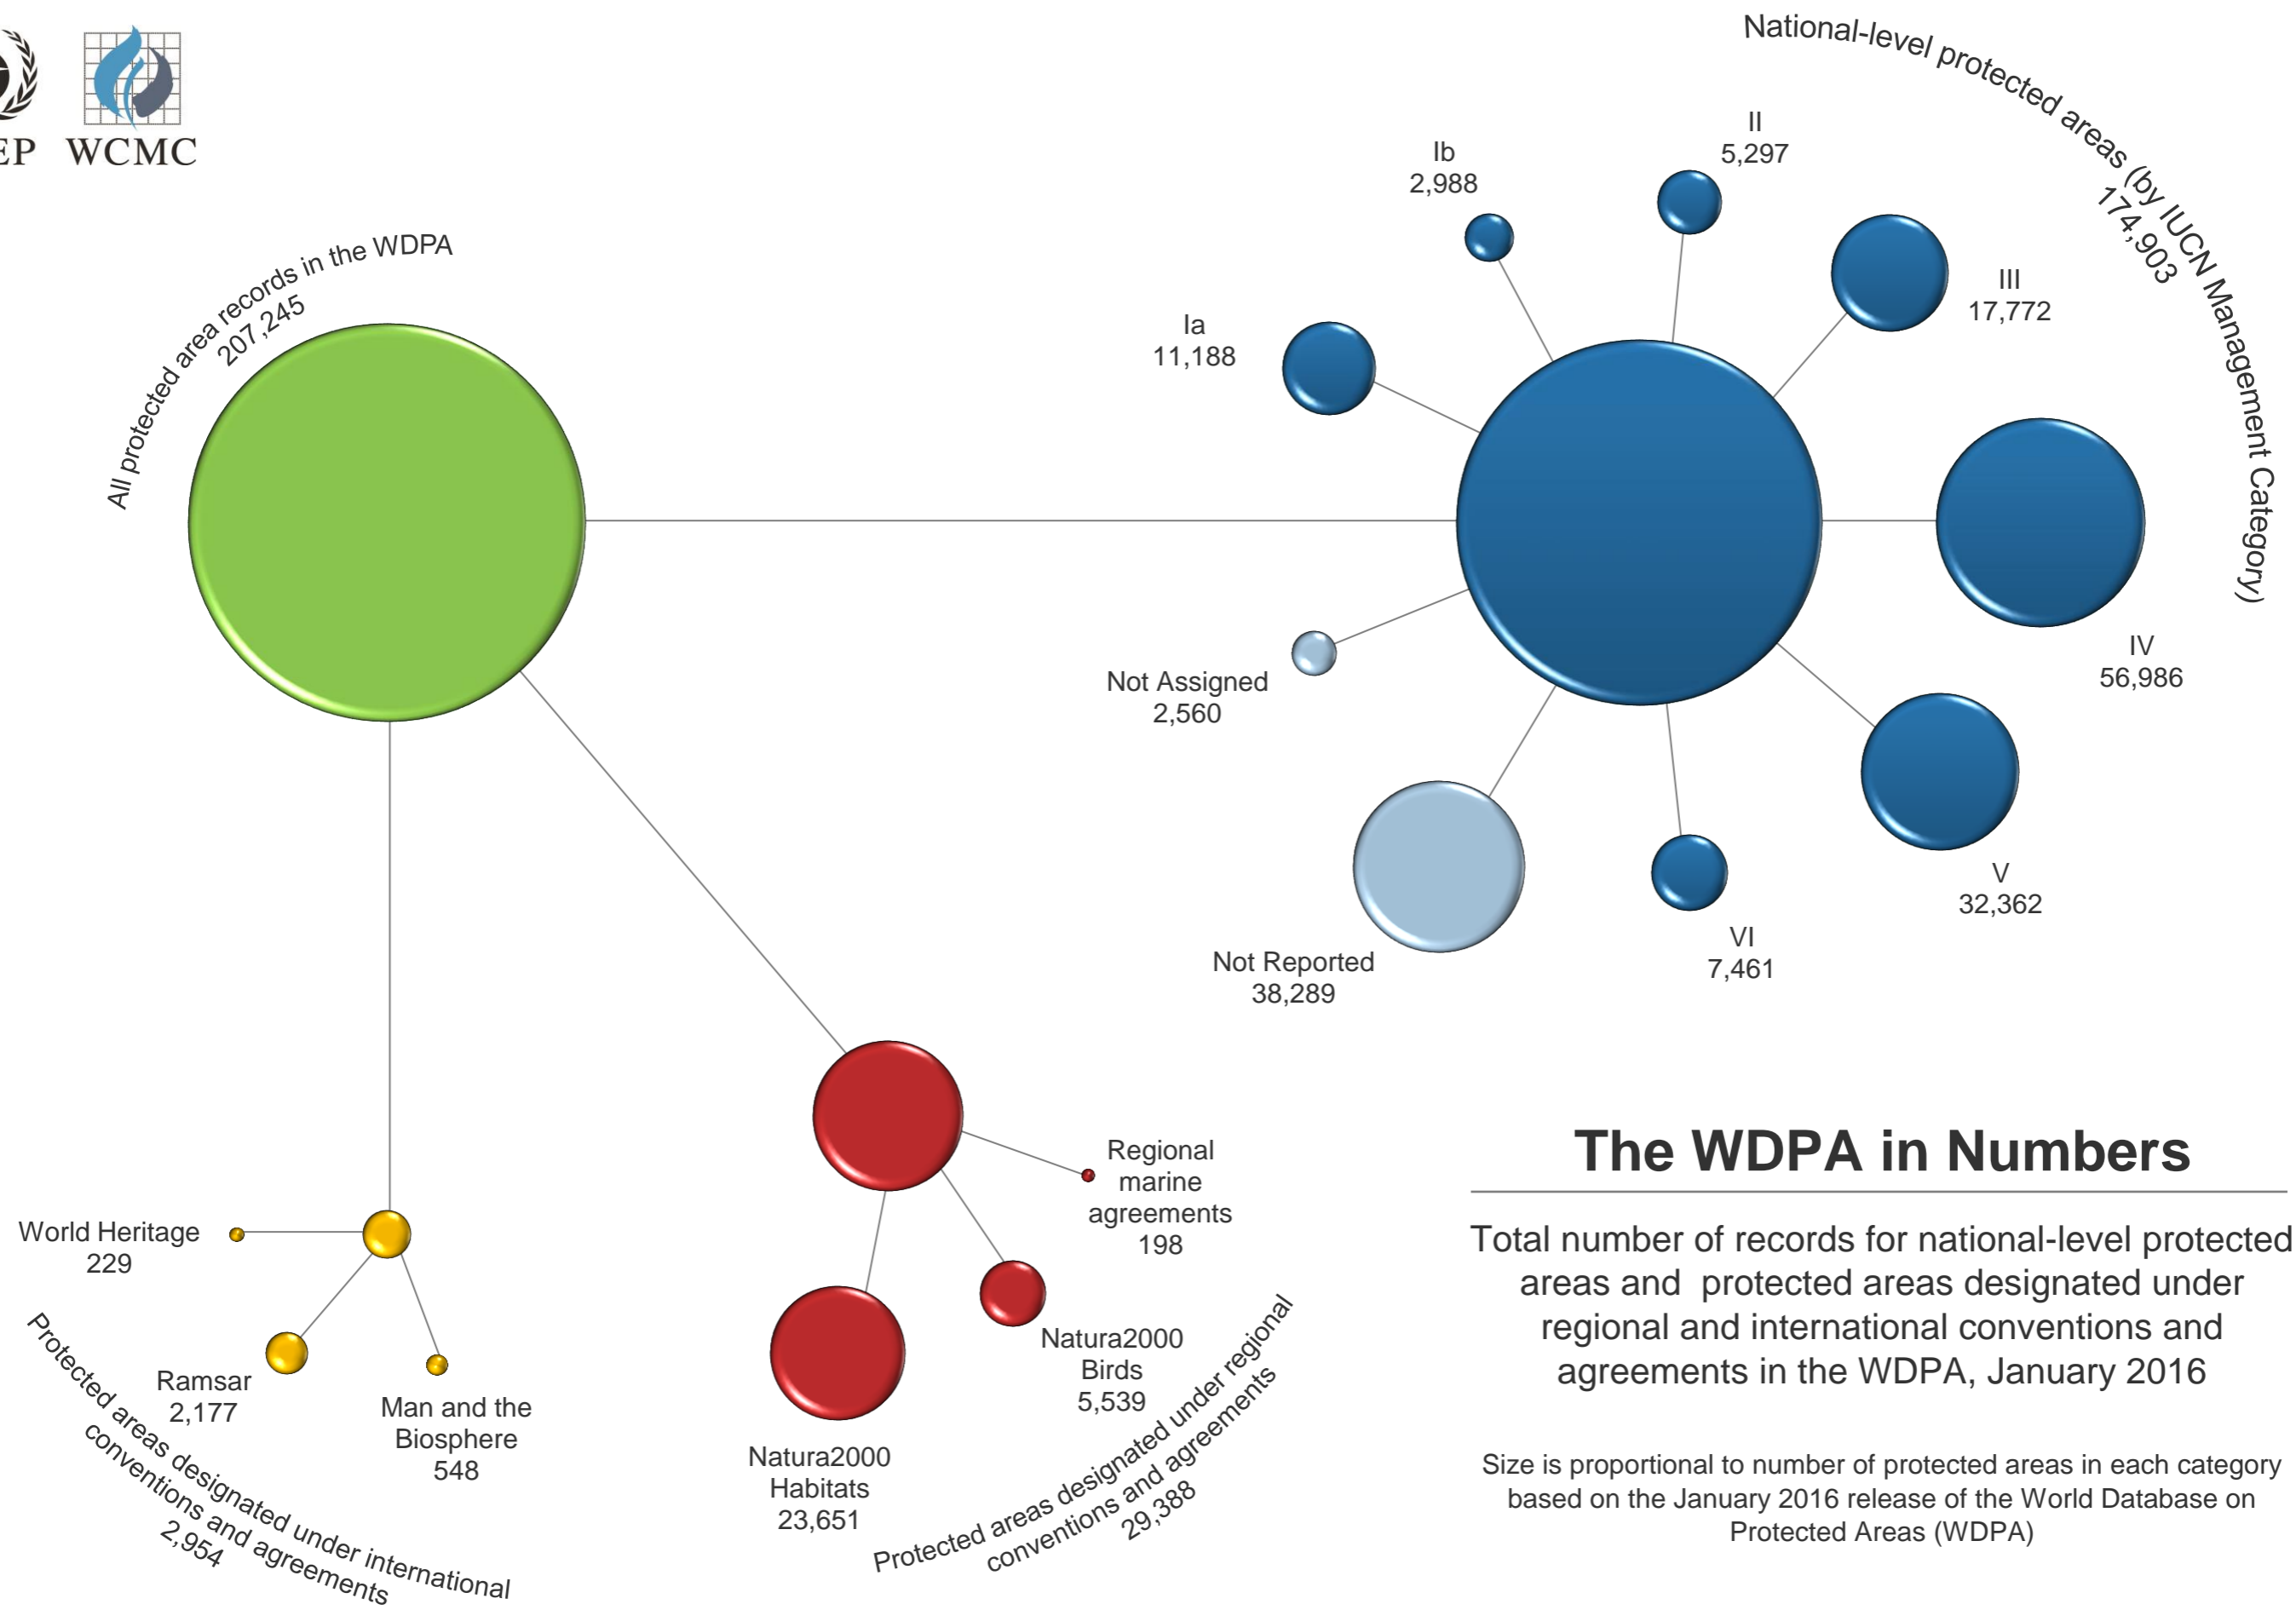 EP WCMC
National-level protected areas (by IUCN Management Category)
174,903
All protected area records in the WDPA
207,245
Ia
11,188
Ib
2,988
II
5,297
III
17,772
IV
56,986
V
32,362
VI
7,461
Not Reported
38,289
Not Assigned
2,560
World Heritage
229
Ramsar
2,177
Man and the
Biosphere
548
Protected areas designated under international
conventions and agreements
2,954
Regional
marine
agreements
198
Natura2000
Birds
5,539
Natura2000
Habitats
23,651
Protected areas designated under regional
conventions and agreements
29,388
The WDPA in Numbers
Total number of records for national-level protected
areas and protected areas designated under
regional and international conventions and
agreements in the WDPA, January 2016
Size is proportional to number of protected areas in each category
based on the January 2016 release of the World Database on
Protected Areas (WDPA)